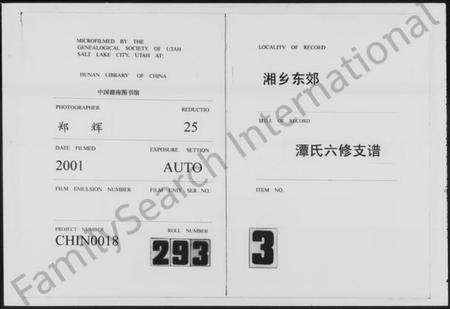 MICROFILMED BY THE
GENEALOGICAL SOCIETY OF UTAH
SALT LAKE CITY, UTAH AT:
HUNAN LIBRARY OF CHINA
中国湖南图书馆
PHOTOGRAPHER REDUCTIO
郑 辉 25
DATE FILMED EXPOSURE SETTION
2001 AUTO
FILM EMULSION NUMBER FILM UNIT SER. NO.
PROJECT NUMBER ROLL NUMBER
CHIN0018 293
LOCALITY OF RECORD
湘乡东郊
TITLE OF RECORD
潭氏六修支谱
ITEM NO.
3
FamilySearch International